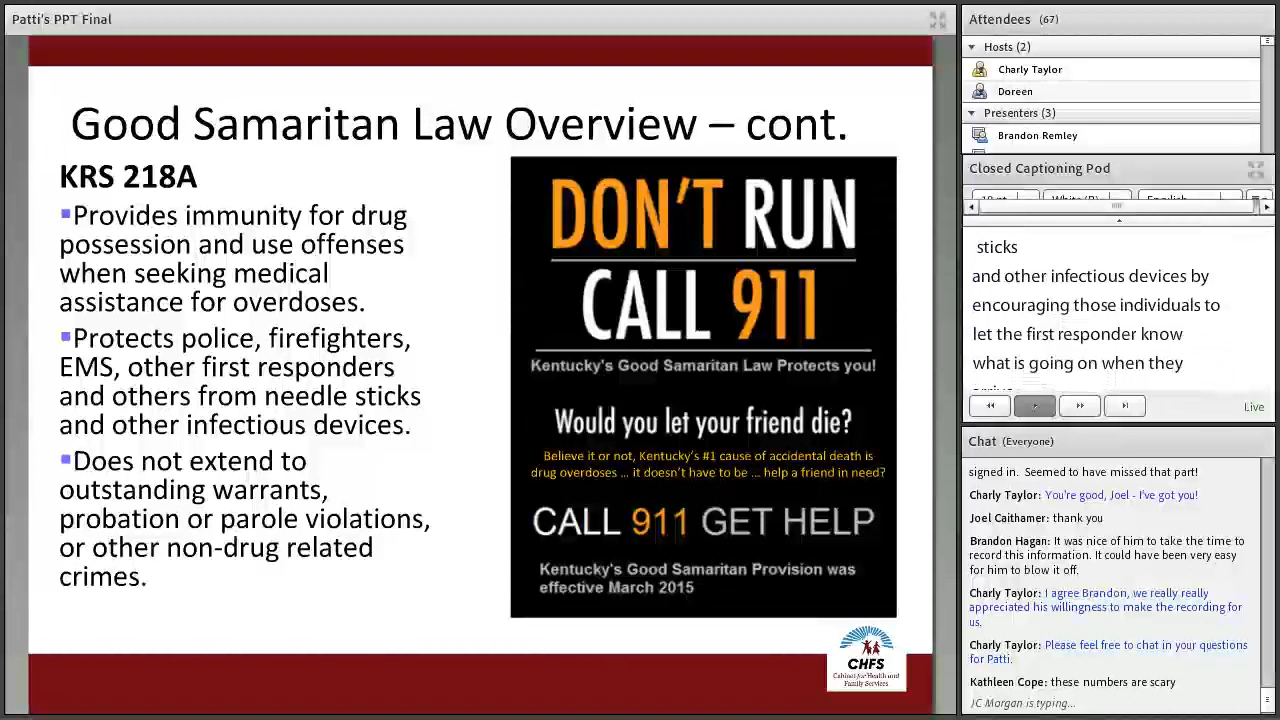 Patti's PPT Final
Good Samaritan Law Overview – cont.
KRS 218A
▪Provides immunity for drug
possession and use offenses
when seeking medical
assistance for overdoses.
▪Protects police, firefighters,
EMS, other first responders
and others from needle sticks
and other infectious devices.
▪Does not extend to
outstanding warrants,
probation or parole violations,
or other non-drug related
crimes.
DON'T RUN
CALL 911
Kentucky's Good Samaritan Law Protects you!
Would you let your friend die?
Believe it or not, Kentucky's #1 cause of accidental death is
drug overdoses ... it doesn't have to be ... help a friend in need?
CALL 911 GET HELP
Kentucky's Good Samaritan Provision was
effective March 2015
CHFS
Cabinet for Health and
Family Services
Attendees (67)
Hosts (2)
Charly Taylor
Doreen
Presenters (3)
Brandon Remley
Closed Captioning Pod
English
sticks
and other infectious devices by
encouraging those individuals to
let the first responder know
what is going on when they
Live
Chat (Everyone)
signed in. Seemed to have missed that part!
Charly Taylor: You're good, Joel - I've got you!
Joel Caithamer: thank you
Brandon Hagan: It was nice of him to take the time to
record this information. It could have been very easy
for him to blow it off.
Charly Taylor: I agree Brandon, we really really
appreciated his willingness to make the recording for
us.
Charly Taylor: Please feel free to chat in your questions
for Patti.
Kathleen Cope: these numbers are scary
JC Morgan is typing...